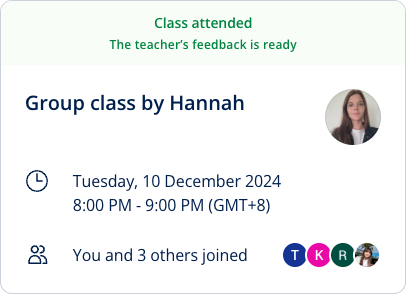 Class attended
The teacher’s feedback is ready
Group class by Hannah
Tuesday, 10 December 2024
8:00 PM - 9:00 PM (GMT+8)
You and 3 others joined
T K R